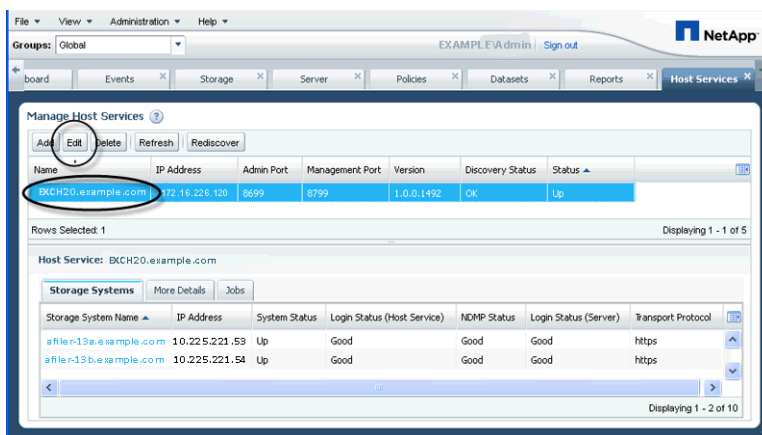 File View Administration Help
NetApp
Groups: Global EXAMPLE\Admin Sign out
board Events Storage Server Policies Datasets Reports Host Services
Manage Host Services
Add Edit Delete Refresh Rediscover
Name IP Address Admin Port Management Port Version Discovery Status Status
EXCH20.example.com 172.16.226.120 8699 8799 1.0.0.1492 OK Up
Rows Selected: 1 Displaying 1 - 1 of 5
Host Service: EXCH20.example.com
Storage Systems More Details Jobs
Storage System Name IP Address System Status Login Status (Host Service) NDMP Status Login Status (Server) Transport Protocol
afiler-13a.example.com 10.225.221.53 Up Good Good Good https
afiler-13b.example.com 10.225.221.54 Up Good Good Good https
Displaying 1 - 2 of 10